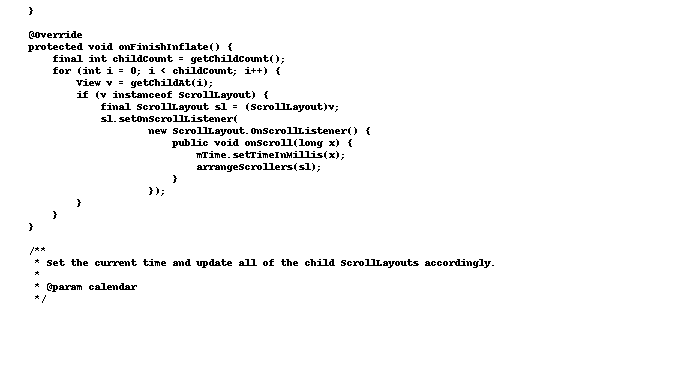 }

@Override
protected void onFinishInflate() {
    final int childCount = getChildCount();
    for (int i = 0; i < childCount; i++) {
        View v = getChildAt(i);
        if (v instanceof ScrollLayout) {
            final ScrollLayout sl = (ScrollLayout)v;
            sl.setOnScrollListener(
                    new ScrollLayout.OnScrollListener() {
                        public void onScroll(long x) {
                            mTime.setTimeInMillis(x);
                            arrangeScrollers(sl);
                        }
                    });
        }
    }
}

/**
 * Set the current time and update all of the child ScrollLayouts accordingly.
 *
 * @param calendar
 */